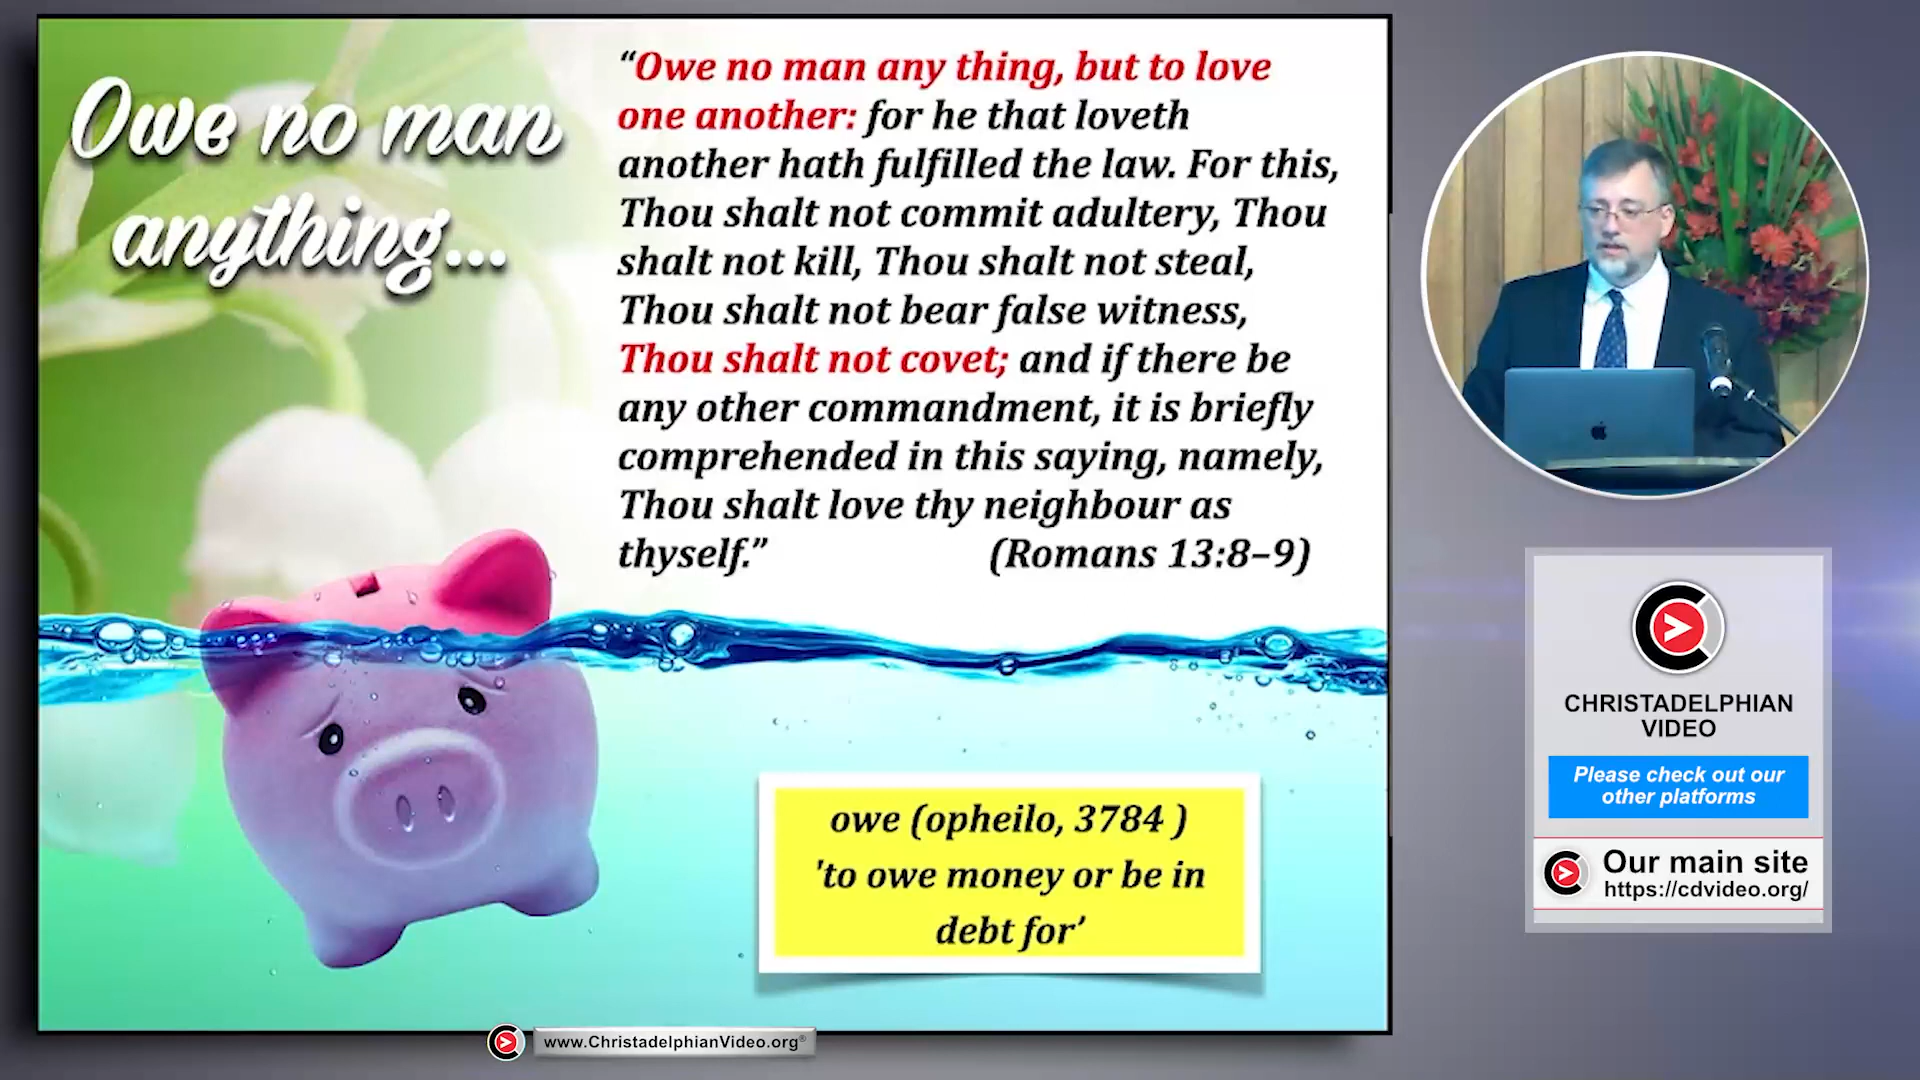 Owe no man
anything...
“Owe no man any thing, but to love
one another: for he that loveth
another hath fulfilled the law. For this,
Thou shalt not commit adultery, Thou
shalt not kill, Thou shalt not steal,
Thou shalt not bear false witness,
Thou shalt not covet; and if there be
any other commandment, it is briefly
comprehended in this saying, namely,
Thou shalt love thy neighbour as
thyself.” (Romans 13:8–9)
owe (opheilo, 3784 )
'to owe money or be in
debt for’
CHRISTADELPHIAN
VIDEO
Please check out our
other platforms
Our main site
https://cdvideo.org/
www.ChristadelphianVideo.org®